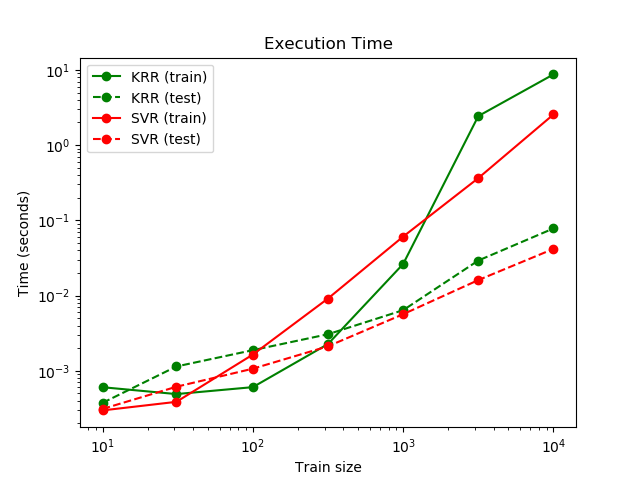 Execution Time
KRR (train)
KRR (test)
SVR (train)
SVR (test)
10¹
10⁰
10⁻¹
10⁻²
10⁻³
Time (seconds)
10¹ 10² 10³ 10⁴
Train size